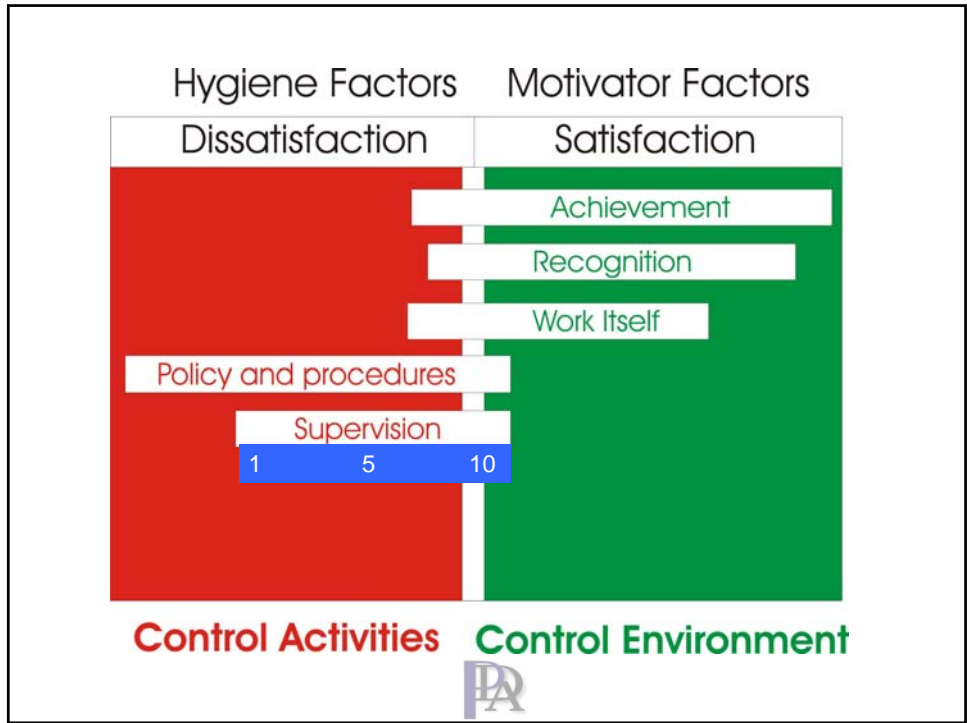 Hygiene Factors Motivator Factors
Dissatisfaction Satisfaction
Achievement
Recognition
Work Itself
Policy and procedures
Supervision
1 5 10
Control Activities Control Environment
PDA